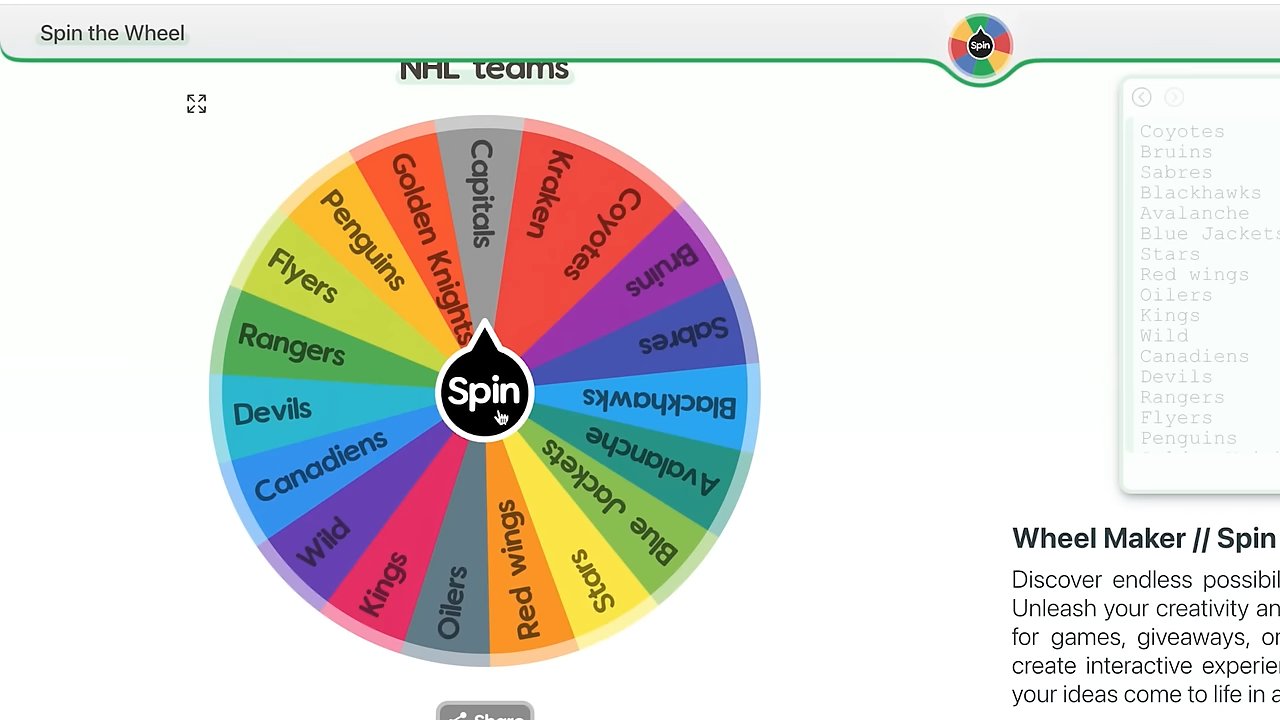 Spin the Wheel
Spin
NHL teams
Capitals
Kraken
Coyotes
Bruins
Sabres
Blackhawks
Avalanche
Blue Jackets
Stars
Red wings
Oilers
Kings
Wild
Canadiens
Devils
Rangers
Flyers
Penguins
Golden Knights
Spin
Share
Coyotes
Bruins
Sabres
Blackhawks
Avalanche
Blue Jackets
Stars
Red wings
Oilers
Kings
Wild
Canadiens
Devils
Rangers
Flyers
Penguins
Wheel Maker // Spin
Discover endless possibil
Unleash your creativity an
for games, giveaways, or
create interactive experien
your ideas come to life in a